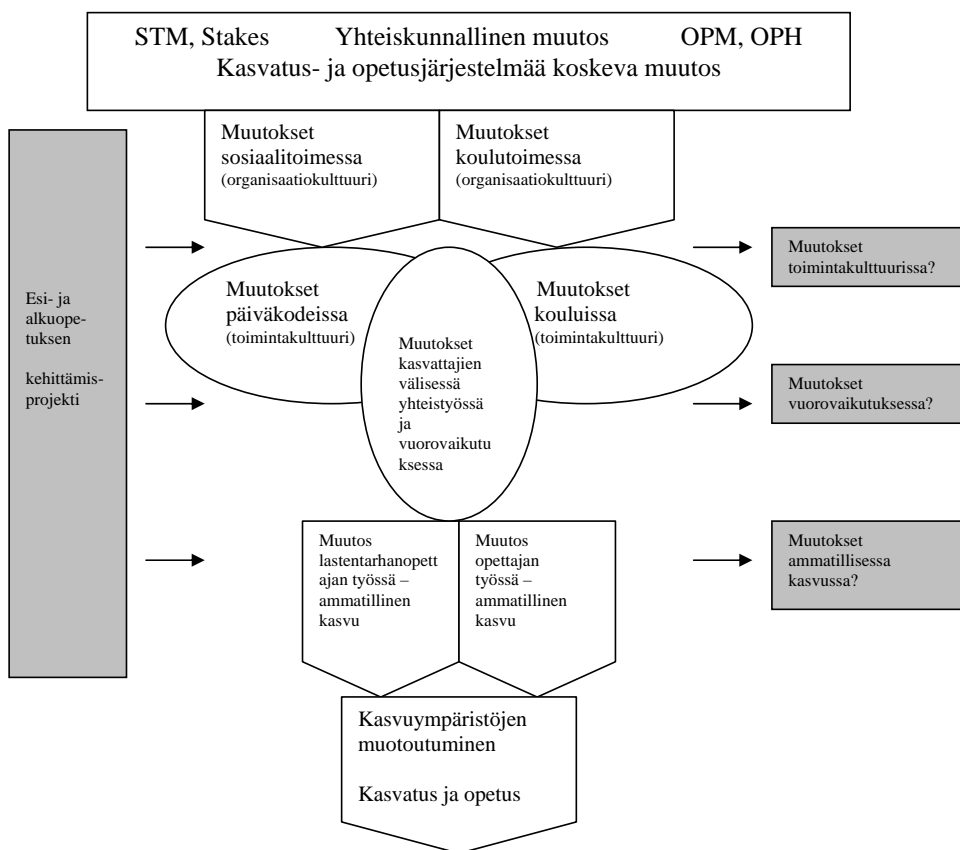 STM, Stakes Yhteiskunnallinen muutos OPM, OPH
Kasvatus- ja opetusjärjestelmää koskeva muutos
Muutokset
sosiaalitoimessa
(organisaatiokulttuuri)
Muutokset
koulutoimessa
(organisaatiokulttuuri)
Esi- ja
alkuope-
tuksen
kehittämis-
projekti
Muutokset
päiväkodeissa
(toimintakulttuuri)
Muutokset
kasvattajien
välisessä
yhteistyössä
ja
vuorovaikutu
ksessa
Muutokset
kouluissa
(toimintakulttuuri)
Muutokset
toimintakulttuurissa?
Muutokset
vuorovaikutuksessa?
Muutokset
ammatillisessa
kasvussa?
Muutos
lastentarhanopett
ajan työssä –
ammatillinen
kasvu
Muutos
opettajan
työssä –
ammatillinen
kasvu
Kasvuympäristöjen
muotoutuminen
Kasvatus ja opetus